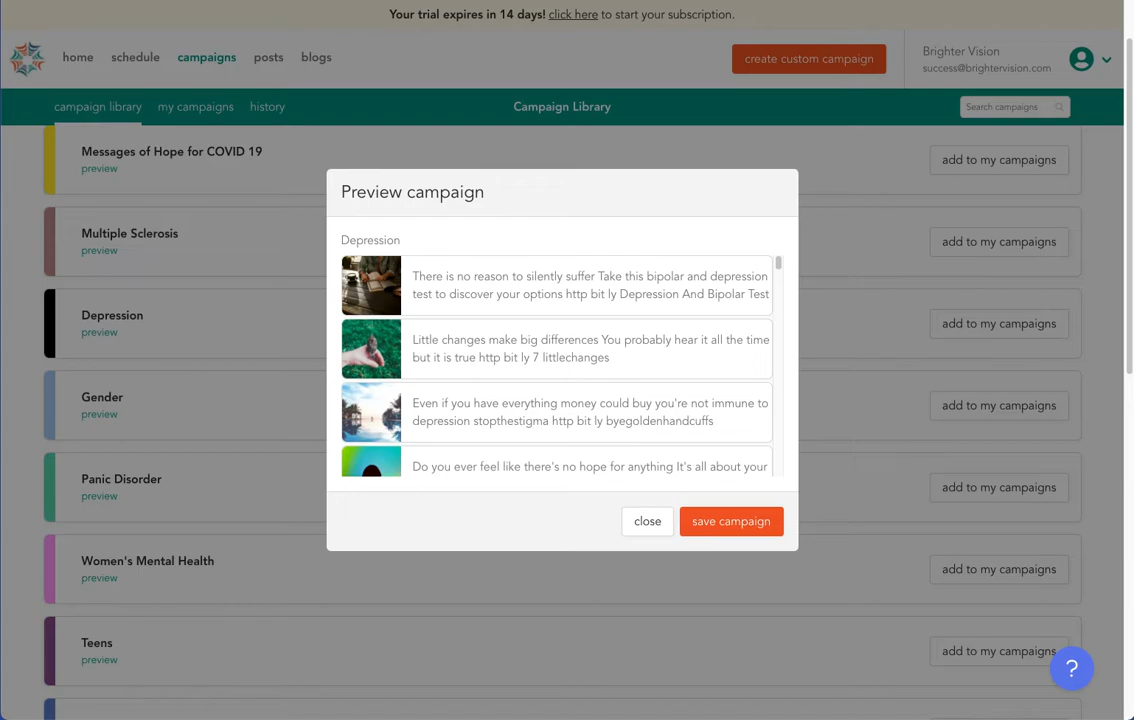 Your trial expires in 14 days! click here to start your subscription.
home schedule campaigns posts blogs
create custom campaign
Brighter Vision
success@brightervision.com
campaign library my campaigns history
Campaign Library
Search campaigns
Messages of Hope for COVID 19
preview
add to my campaigns
Multiple Sclerosis
preview
add to my campaigns
Depression
preview
add to my campaigns
Gender
preview
add to my campaigns
Panic Disorder
preview
add to my campaigns
Women's Mental Health
preview
add to my campaigns
Teens
preview
add to my campaigns
Preview campaign
Depression
There is no reason to silently suffer Take this bipolar and depression
test to discover your options http bit ly Depression And Bipolar Test
Little changes make big differences You probably hear it all the time
but it is true http bit ly 7 littlechanges
Even if you have everything money could buy you're not immune to
depression stopthestigma http bit ly byegoldenhandcuffs
Do you ever feel like there's no hope for anything It's all about your
close
save campaign
?